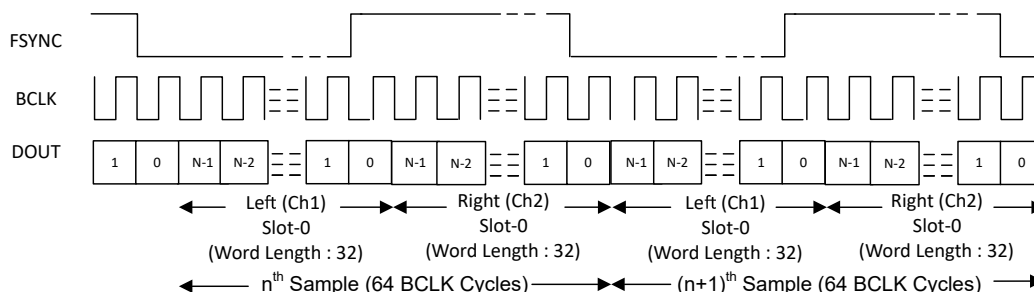 FSYNC
BCLK
DOUT
1 0 N-1 N-2 1 0 N-1 N-2 1 0 N-1 N-2 1 0 N-1 N-2 1 0
Left (Ch1) Right (Ch2) Left (Ch1) Right (Ch2)
Slot-0 Slot-0 Slot-0 Slot-0
(Word Length : 32) (Word Length : 32) (Word Length : 32) (Word Length : 32)
nth Sample (64 BCLK Cycles) (n+1)th Sample (64 BCLK Cycles)